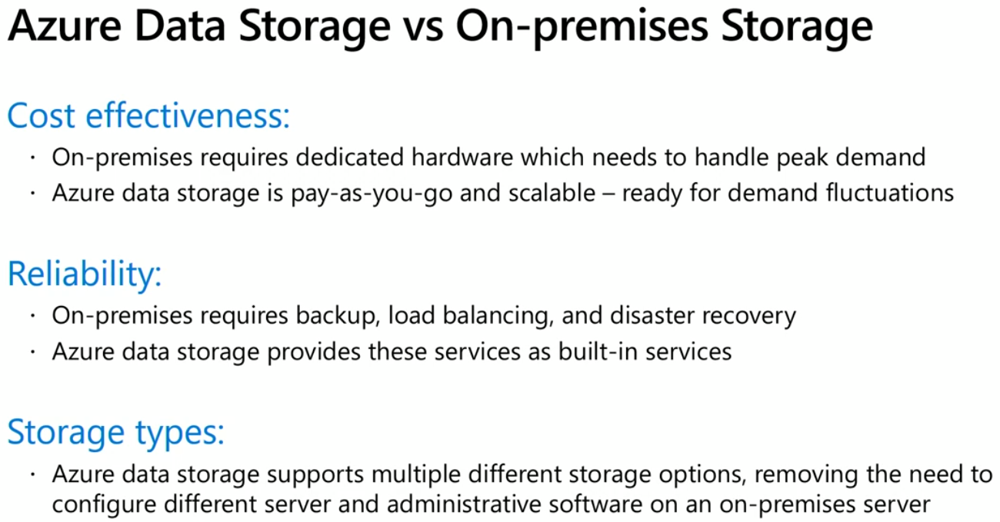 Azure Data Storage vs On-premises Storage
Cost effectiveness:
· On-premises requires dedicated hardware which needs to handle peak demand
· Azure data storage is pay-as-you-go and scalable – ready for demand fluctuations
Reliability:
· On-premises requires backup, load balancing, and disaster recovery
· Azure data storage provides these services as built-in services
Storage types:
· Azure data storage supports multiple different storage options, removing the need to
configure different server and administrative software on an on-premises server